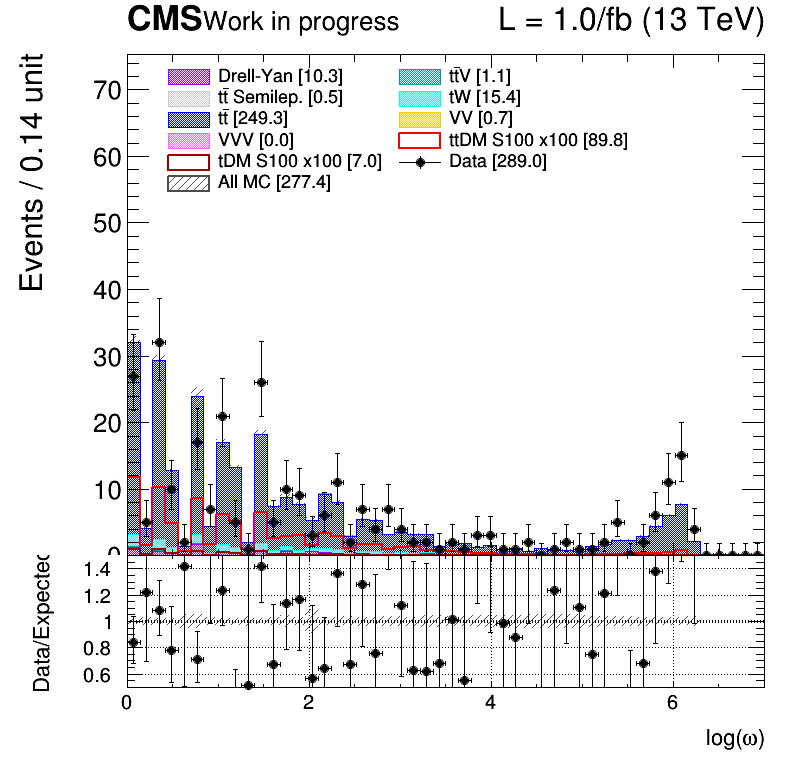 CMS Work in progress L = 1.0/fb (13 TeV)
Events / 0.14 unit
70
60
50
40
30
20
10
0
Drell-Yan [10.3]
tt̄V [1.1]
tt̄ Semilep. [0.5]
tW [15.4]
tt̄ [249.3]
VV [0.7]
VVV [0.0]
ttDM S100 x100 [89.8]
tDM S100 x100 [7.0]
Data [289.0]
All MC [277.4]
Data/Expected
1.4
1.2
1
0.8
0.6
0 2 4 6
log(ω)